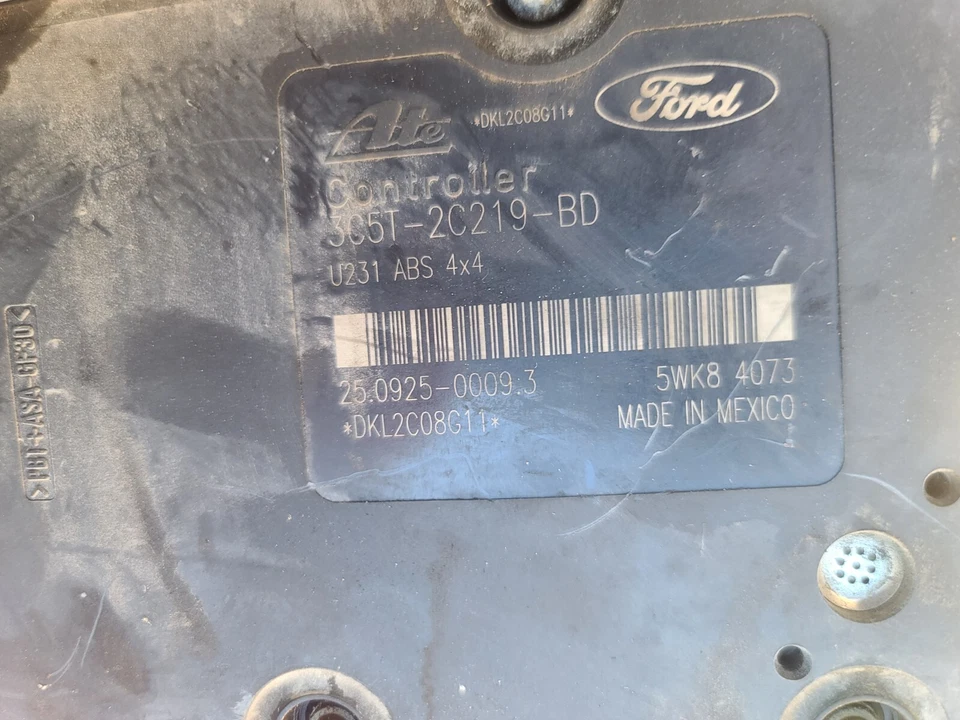 Ate *DKL2C08G11* Ford
Controller
3C5T-2C219-BD
U231 ABS 4x4
25.0925-0009.3 5WK8 4073
*DKL2C08G11* MADE IN MEXICO